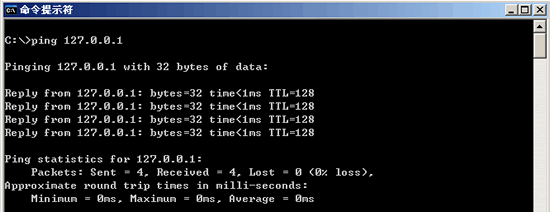 命令提示符
C:\>ping 127.0.0.1
Pinging 127.0.0.1 with 32 bytes of data:
Reply from 127.0.0.1: bytes=32 time<1ms TTL=128
Reply from 127.0.0.1: bytes=32 time<1ms TTL=128
Reply from 127.0.0.1: bytes=32 time<1ms TTL=128
Reply from 127.0.0.1: bytes=32 time<1ms TTL=128
Ping statistics for 127.0.0.1:
    Packets: Sent = 4, Received = 4, Lost = 0 (0% loss),
Approximate round trip times in milli-seconds:
    Minimum = 0ms, Maximum = 0ms, Average = 0ms